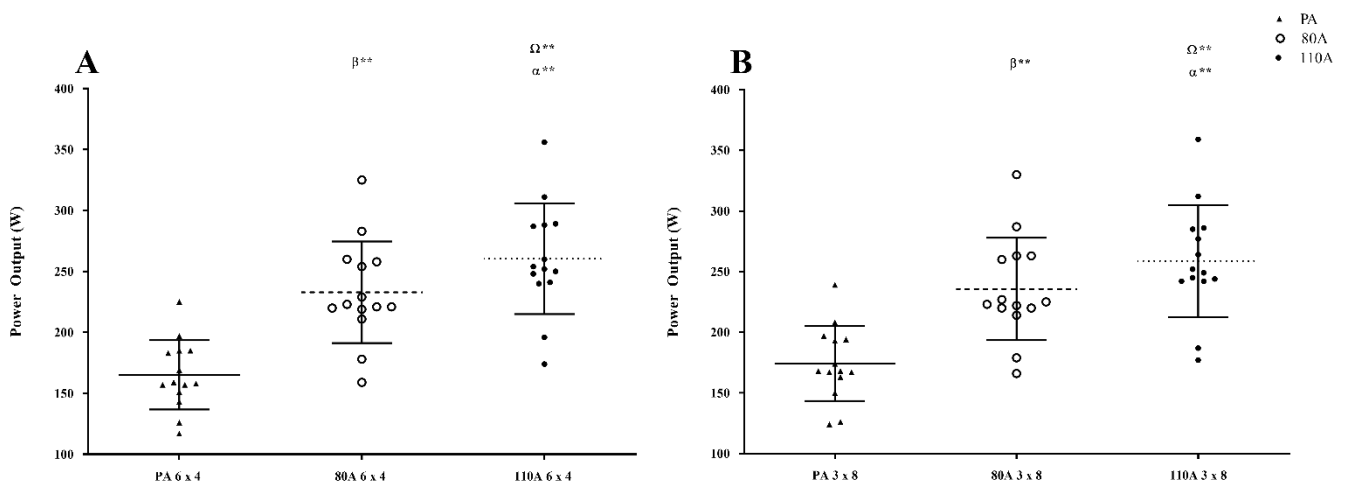 A
β**
Ω**
α**
400
350
300
250
200
150
100
Power Output (W)
PA 6 x 4
80A 6 x 4
110A 6 x 4
B
β**
Ω**
α**
PA
80A
110A
400
350
300
250
200
150
100
Power Output (W)
PA 3 x 8
80A 3 x 8
110A 3 x 8